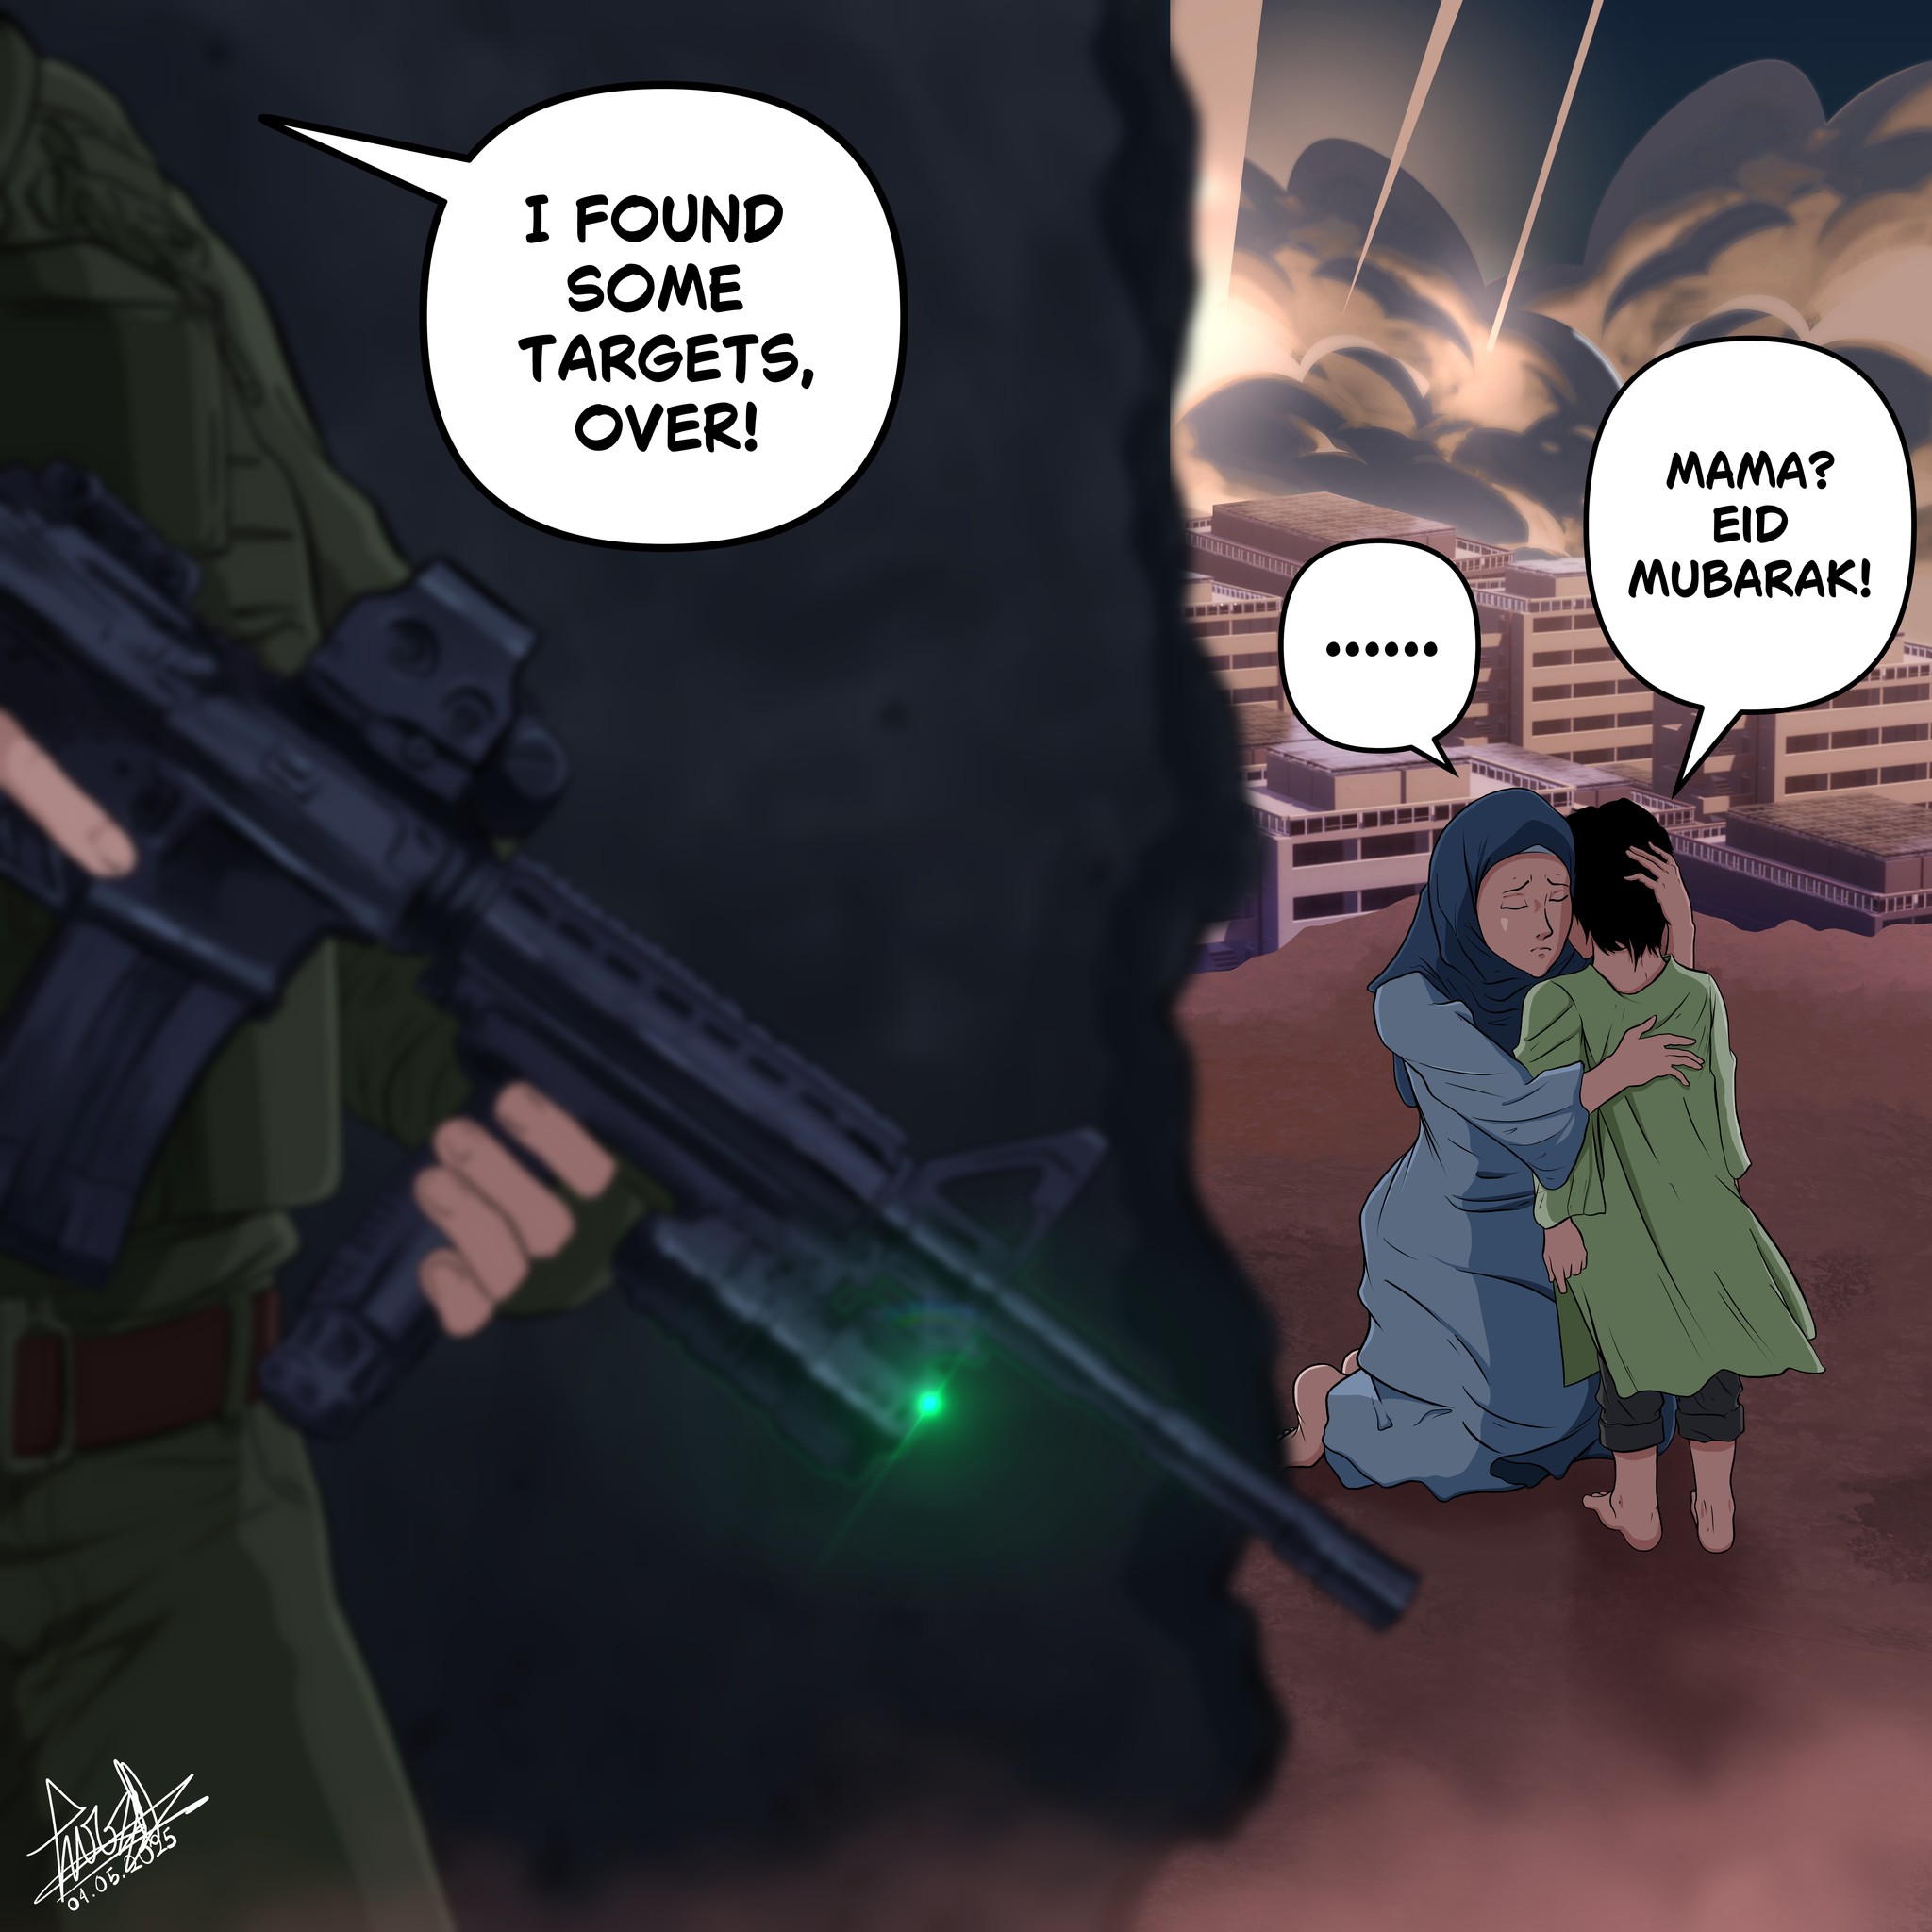 I FOUND
SOME
TARGETS,
OVER!
MAMA?
EID
MUBARAK!
......